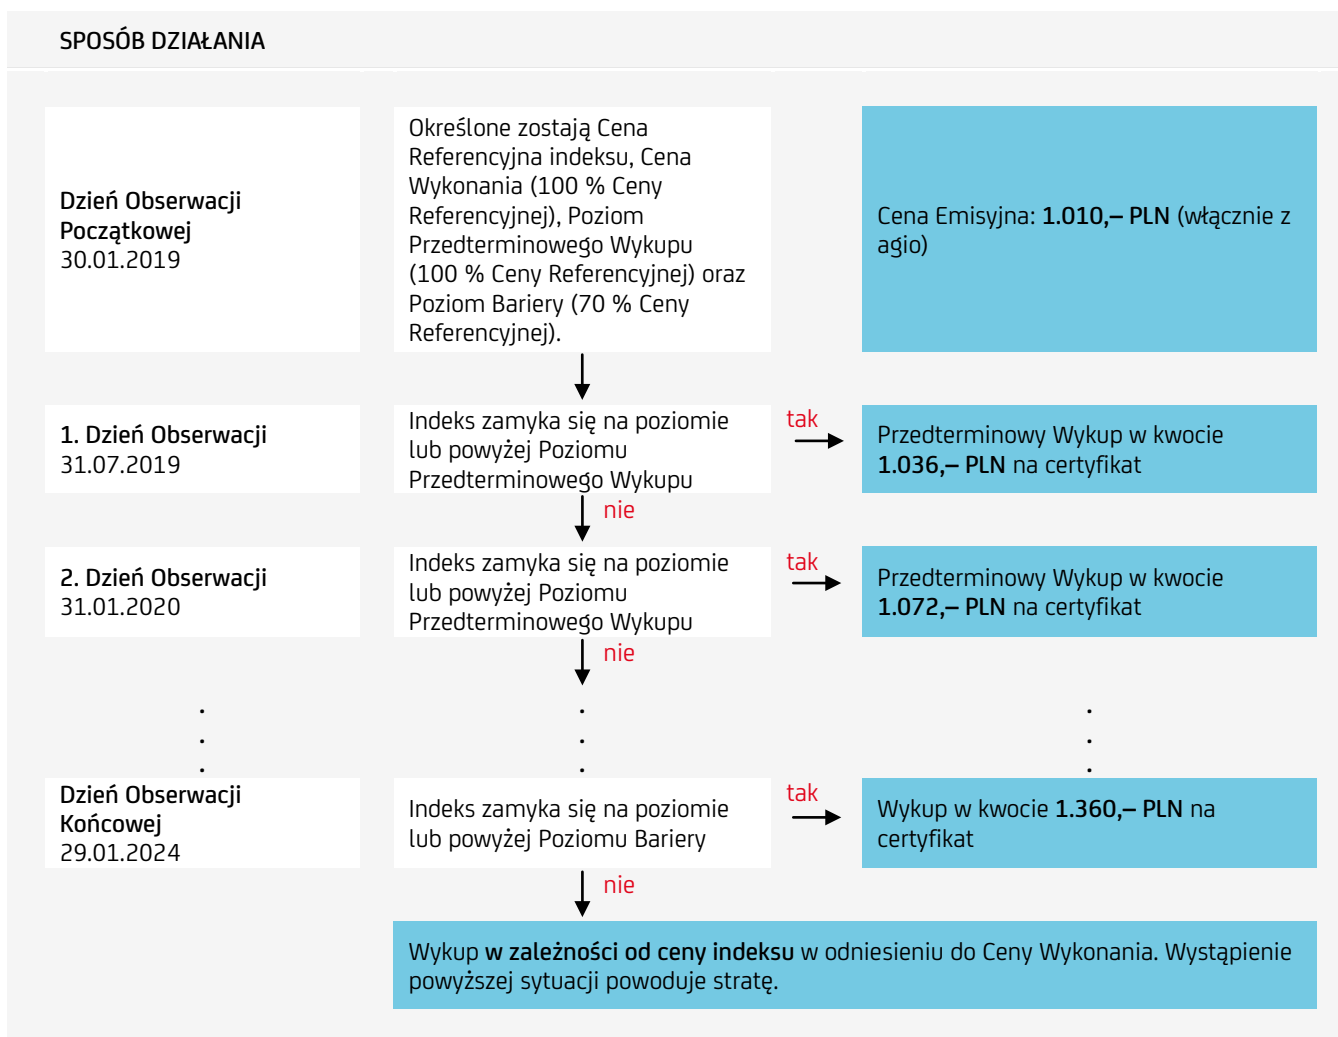 SPOSÓB DZIAŁANIA
Dzień Obserwacji
Początkowej
30.01.2019
Określone zostają Cena
Referencyjna indeksu, Cena
Wykonania (100 % Ceny
Referencyjnej), Poziom
Przedterminowego Wykupu
(100 % Ceny Referencyjnej) oraz
Poziom Bariery (70 % Ceny
Referencyjnej).
Cena Emisyjna: 1.010,– PLN (włącznie z
agio)
1. Dzień Obserwacji
31.07.2019
Indeks zamyka się na poziomie
lub powyżej Poziomu
Przedterminowego Wykupu
tak
Przedterminowy Wykup w kwocie
1.036,– PLN na certyfikat
nie
2. Dzień Obserwacji
31.01.2020
Indeks zamyka się na poziomie
lub powyżej Poziomu
Przedterminowego Wykupu
tak
Przedterminowy Wykup w kwocie
1.072,– PLN na certyfikat
nie
. . .
. . .
. . .
Dzień Obserwacji
Końcowej
29.01.2024
Indeks zamyka się na poziomie
lub powyżej Poziomu Bariery
tak
Wykup w kwocie 1.360,– PLN na
certyfikat
nie
Wykup w zależności od ceny indeksu w odniesieniu do Ceny Wykonania. Wystąpienie
powyższej sytuacji powoduje stratę.